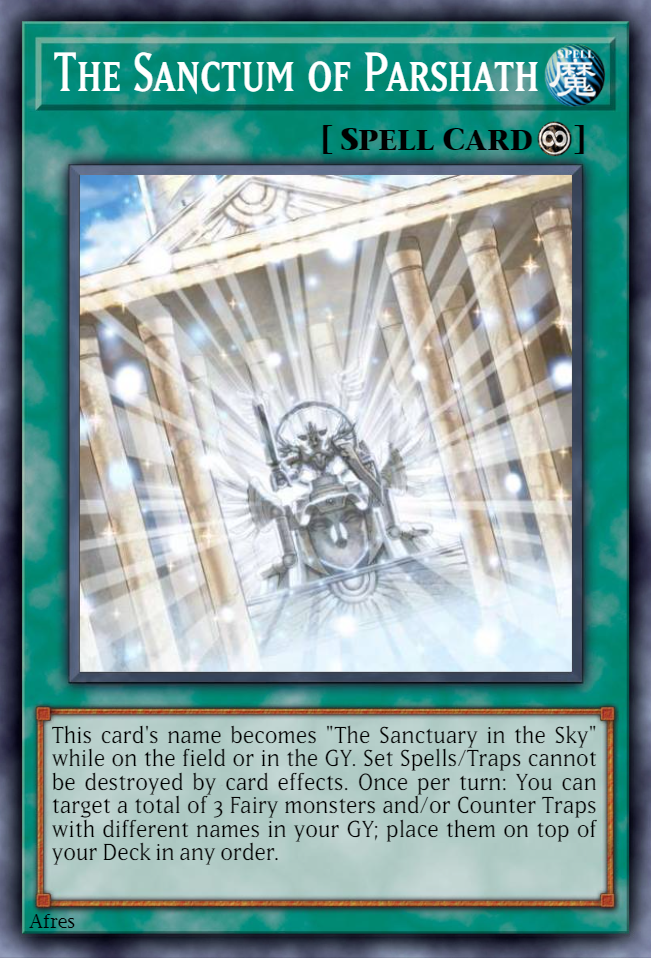 The Sanctum of Parshath
SPELL
魔
[ Spell Card ]
This card's name becomes "The Sanctuary in the Sky"
while on the field or in the GY. Set Spells/Traps cannot
be destroyed by card effects. Once per turn: You can
target a total of 3 Fairy monsters and/or Counter Traps
with different names in your GY; place them on top of
your Deck in any order.
Afres